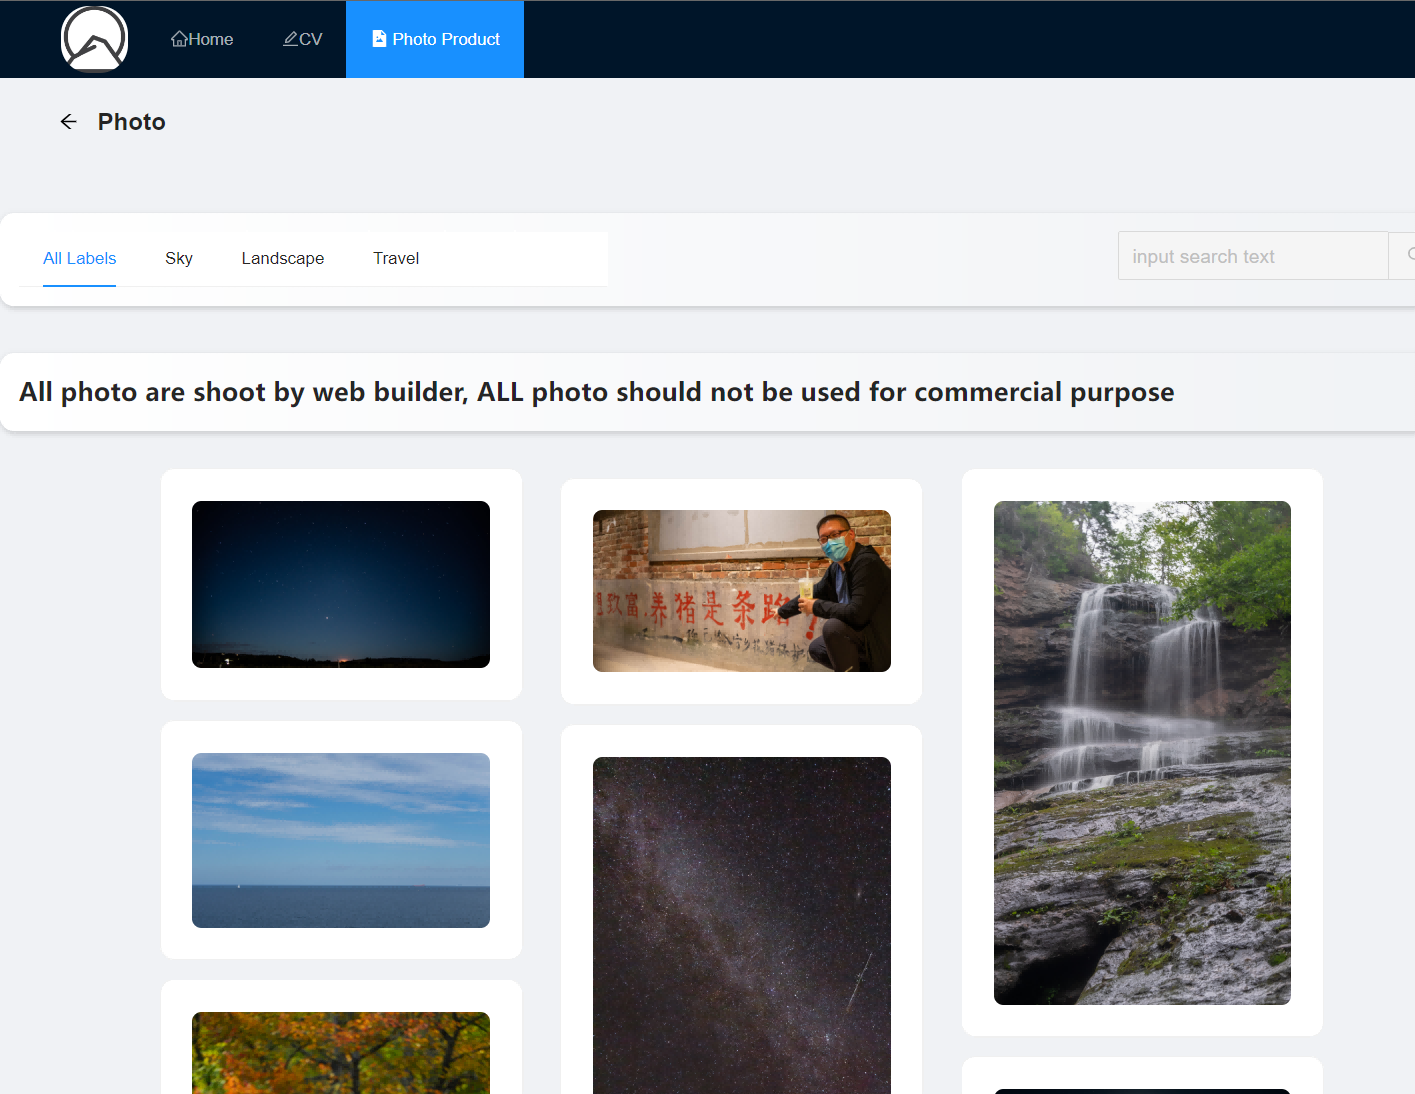 Home
CV
Photo Product
Photo
All Labels
Sky
Landscape
Travel
input search text
All photo are shoot by web builder, ALL photo should not be used for commercial purpose
致富,养猪是条路!